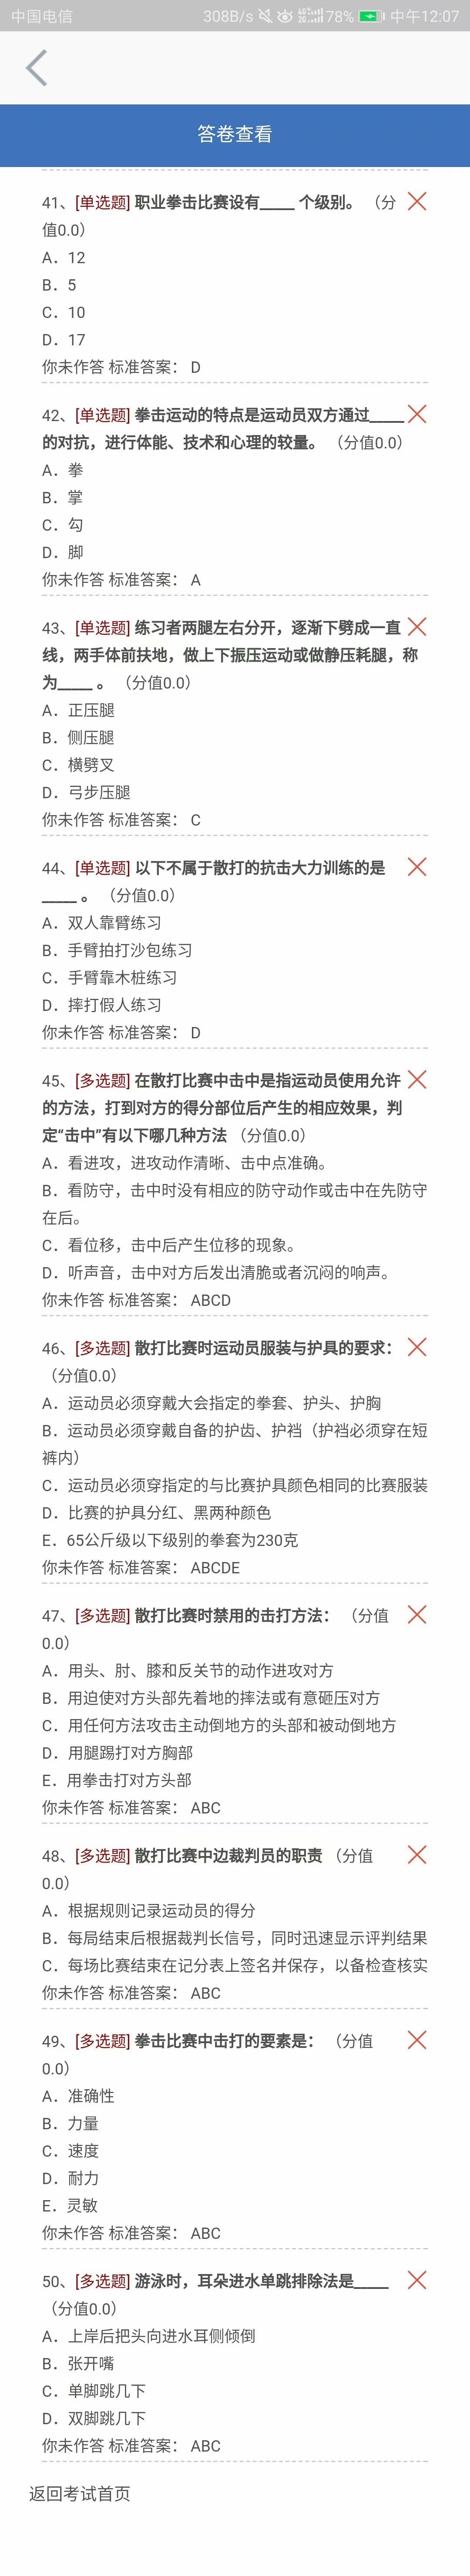 中国电信 308B/s 78% 中午12:07
答卷查看
41、[单选题] 职业拳击比赛设有____ 个级别。 （分
值0.0）
A．12
B．5
C．10
D．17
你未作答 标准答案： D
42、[单选题] 拳击运动的特点是运动员双方通过____
的对抗，进行体能、技术和心理的较量。 （分值0.0）
A．拳
B．掌
C．勾
D．脚
你未作答 标准答案： A
43、[单选题] 练习者两腿左右分开，逐渐下劈成一直
线，两手体前扶地，做上下振压运动或做静压耗腿，称
为____ 。 （分值0.0）
A．正压腿
B．侧压腿
C．横劈叉
D．弓步压腿
你未作答 标准答案： C
44、[单选题] 以下不属于散打的抗击大力训练的是
____ 。 （分值0.0）
A．双人靠臂练习
B．手臂拍打沙包练习
C．手臂靠木桩练习
D．摔打假人练习
你未作答 标准答案： D
45、[多选题] 在散打比赛中击中是指运动员使用允许
的方法，打到对方的得分部位后产生的相应效果，判
定“击中”有以下哪几种方法 （分值0.0）
A．看进攻，进攻动作清晰、击中点准确。
B．看防守，击中时没有相应的防守动作或击中在先防守
在后。
C．看位移，击中后产生位移的现象。
D．听声音，击中对方后发出清脆或者沉闷的响声。
你未作答 标准答案： ABCD
46、[多选题] 散打比赛时运动员服装与护具的要求：
（分值0.0）
A．运动员必须穿戴大会指定的拳套、护头、护胸
B．运动员必须穿戴自备的护齿、护裆（护裆必须穿在短
裤内）
C．运动员必须穿指定的与比赛护具颜色相同的比赛服装
D．比赛的护具分红、黑两种颜色
E．65公斤级以下级别的拳套为230克
你未作答 标准答案： ABCDE
47、[多选题] 散打比赛时禁用的击打方法： （分值
0.0）
A．用头、肘、膝和反关节的动作进攻对方
B．用迫使对方头部先着地的摔法或有意砸压对方
C．用任何方法攻击主动倒地方的头部和被动倒地方
D．用腿踢打对方胸部
E．用拳击打对方头部
你未作答 标准答案： ABC
48、[多选题] 散打比赛中边裁判员的职责 （分值
0.0）
A．根据规则记录运动员的得分
B．每局结束后根据裁判长信号，同时迅速显示评判结果
C．每场比赛结束在记分表上签名并保存，以备检查核实
你未作答 标准答案： ABC
49、[多选题] 拳击比赛中击打的要素是： （分值
0.0）
A．准确性
B．力量
C．速度
D．耐力
E．灵敏
你未作答 标准答案： ABC
50、[多选题] 游泳时，耳朵进水单跳排除法是____
（分值0.0）
A．上岸后把头向进水耳侧倾倒
B．张开嘴
C．单脚跳几下
D．双脚跳几下
你未作答 标准答案： ABC
返回考试首页